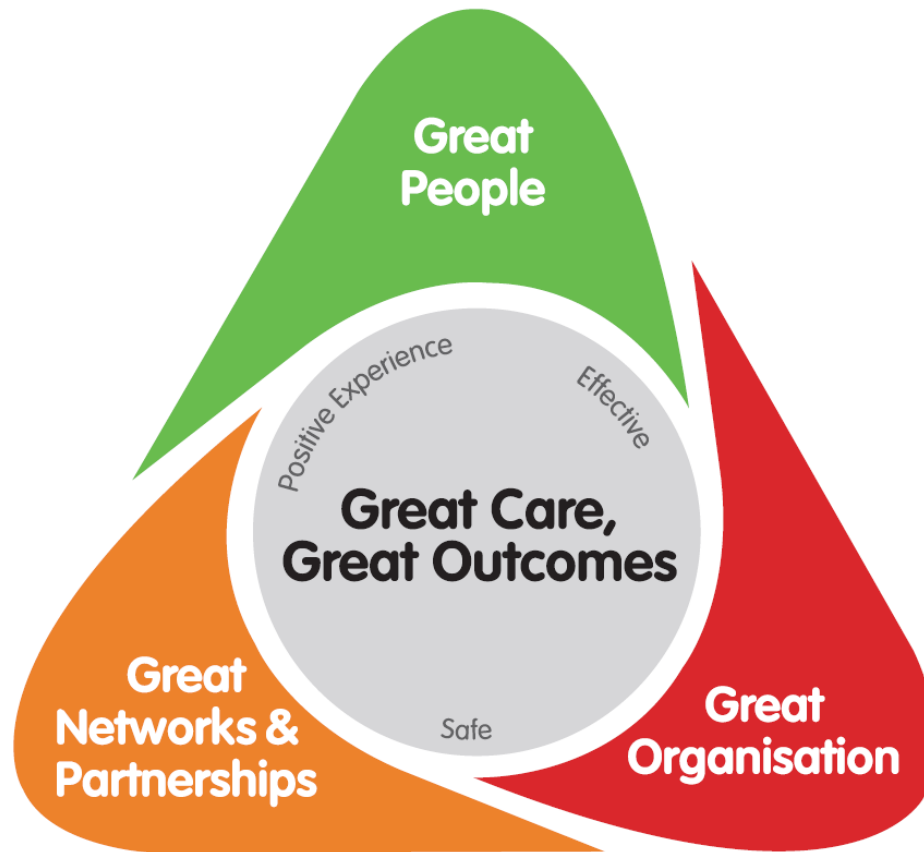 Great
People
Positive Experience
Effective
Great Care,
Great Outcomes
Safe
Great
Networks &
Partnerships
Great
Organisation